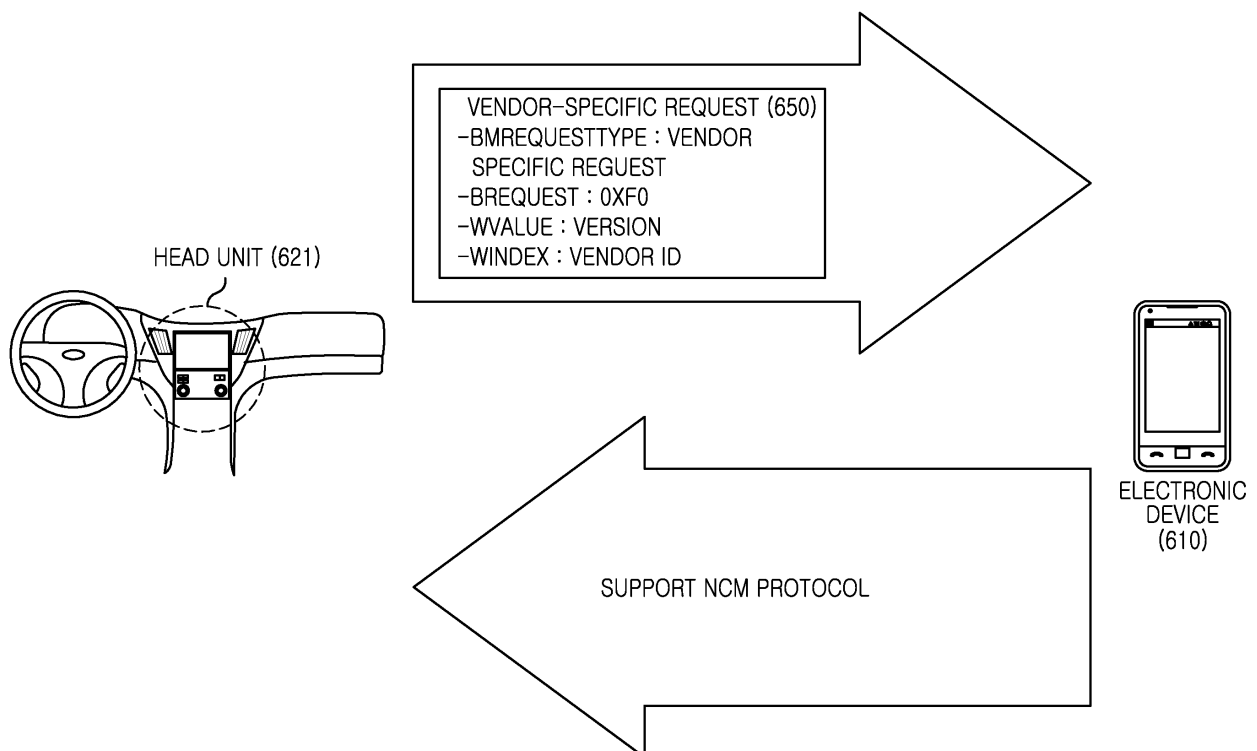 VENDOR-SPECIFIC REQUEST (650)
-BMREQUESTTYPE : VENDOR
SPECIFIC REGUEST
-BREQUEST : 0XF0
-WVALUE : VERSION
-WINDEX : VENDOR ID
HEAD UNIT (621)
ELECTRONIC
DEVICE
(610)
SUPPORT NCM PROTOCOL